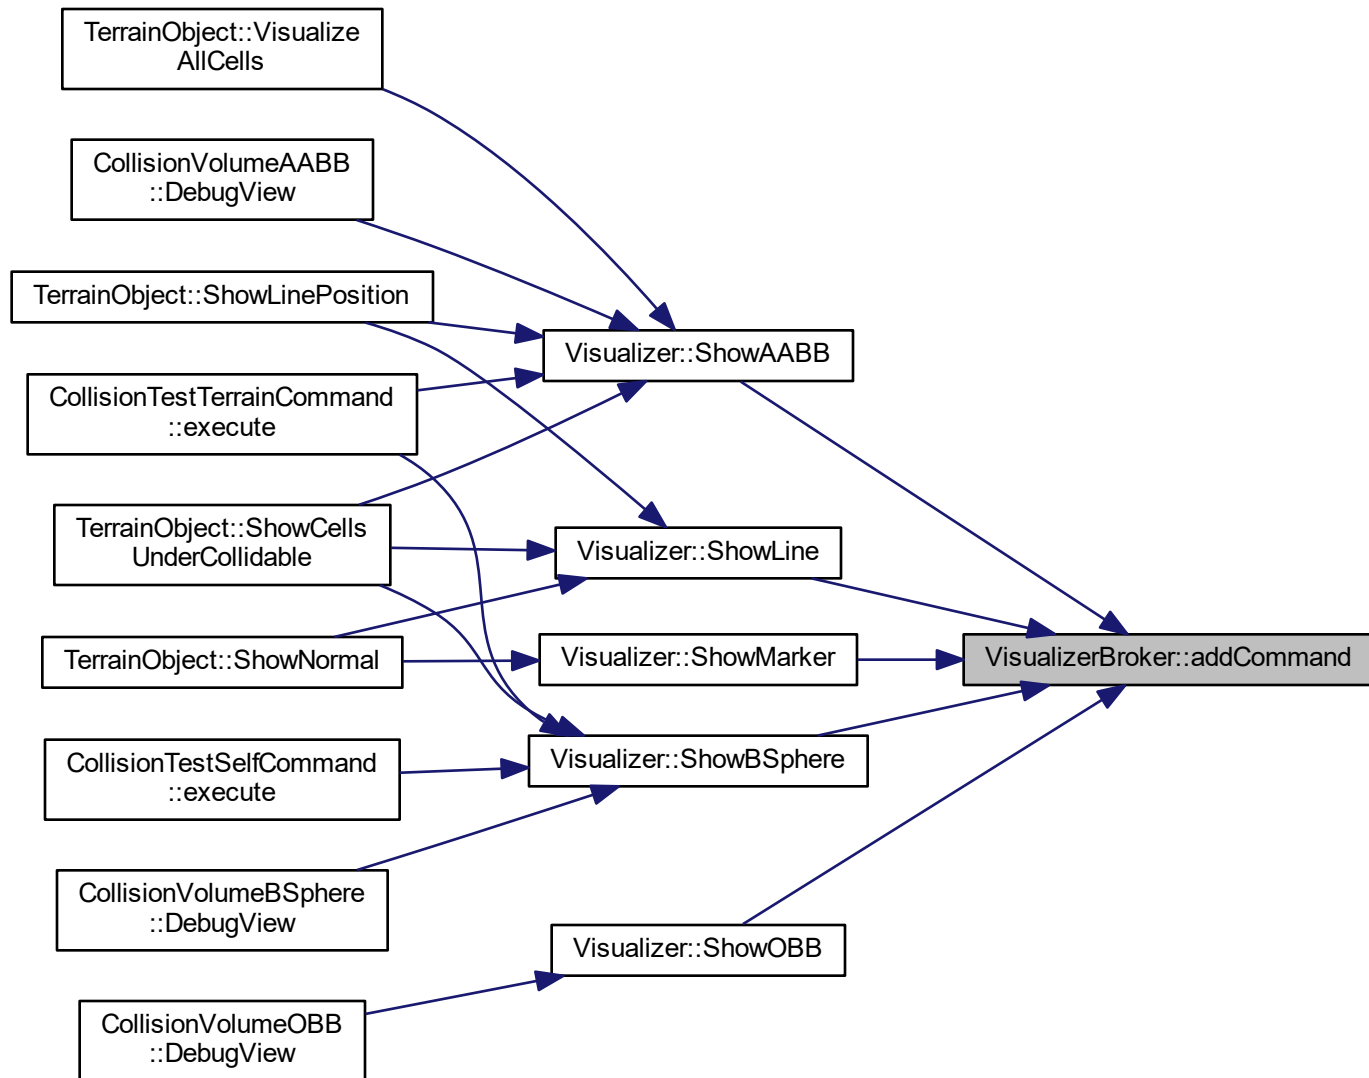 TerrainObject::Visualize
AllCells
CollisionVolumeAABB
::DebugView
TerrainObject::ShowLinePosition
Visualizer::ShowAABB
CollisionTestTerrainCommand
::execute
TerrainObject::ShowCells
UnderCollidable
Visualizer::ShowLine
TerrainObject::ShowNormal
Visualizer::ShowMarker
VisualizerBroker::addCommand
CollisionTestSelfCommand
::execute
Visualizer::ShowBSphere
CollisionVolumeBSphere
::DebugView
Visualizer::ShowOBB
CollisionVolumeOBB
::DebugView